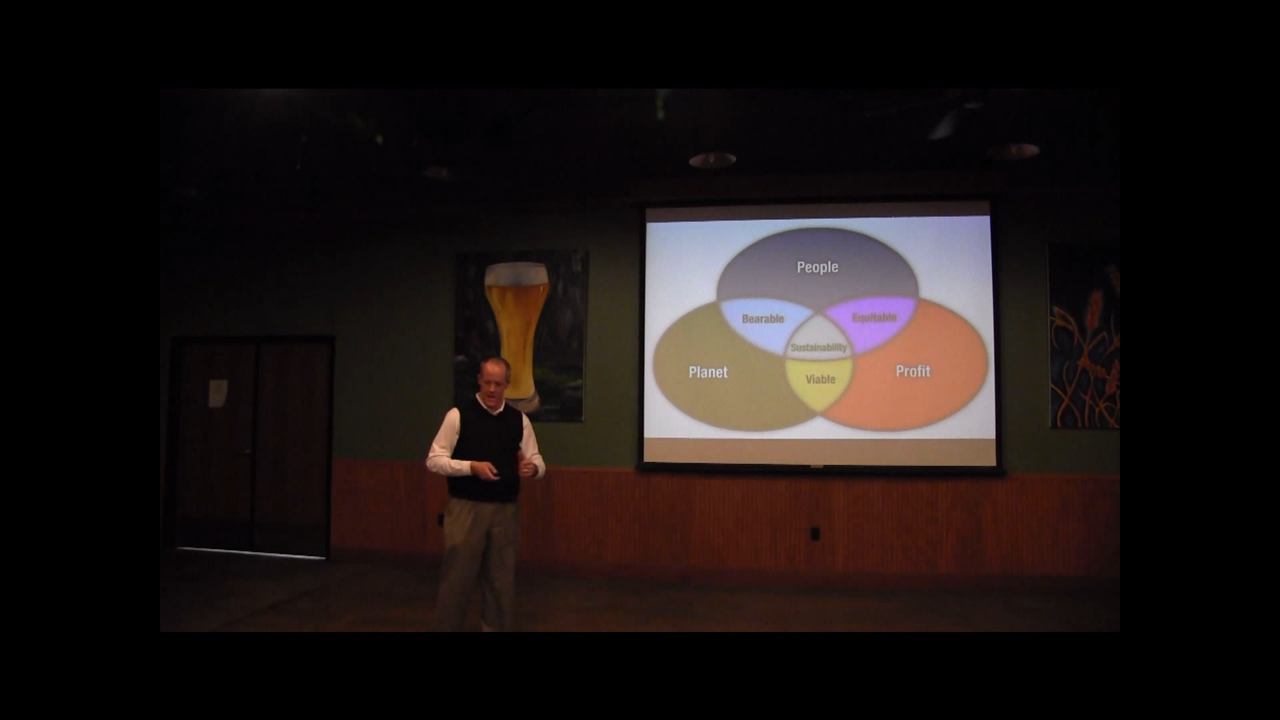 People
Bearable
Equitable
Sustainability
Planet
Viable
Profit